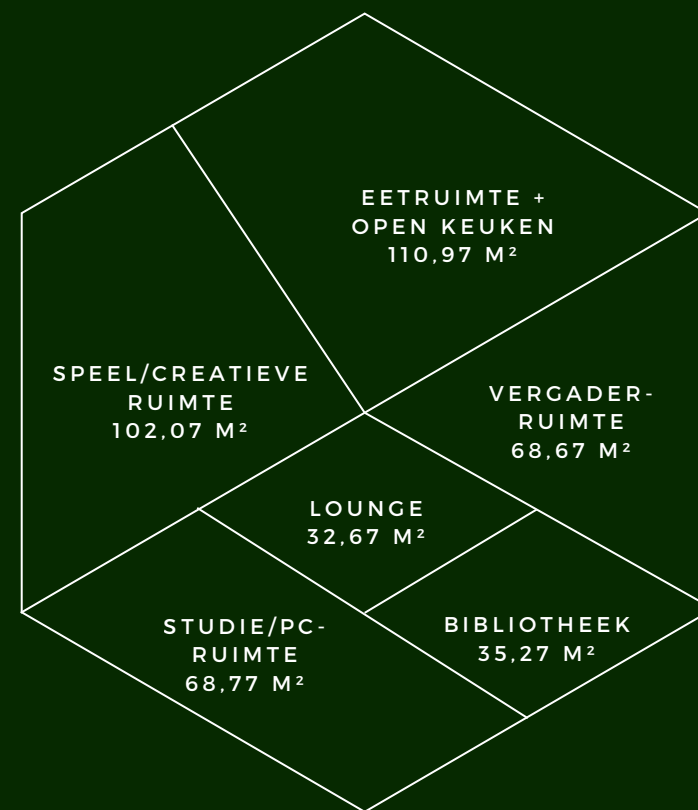 EETRUIMTE +
OPEN KEUKEN
110,97 M²
SPEEL/CREATIEVE
RUIMTE
102,07 M²
VERGADER-
RUIMTE
68,67 M²
LOUNGE
32,67 M²
STUDIE/PC-
RUIMTE
68,77 M²
BIBLIOTHEEK
35,27 M²